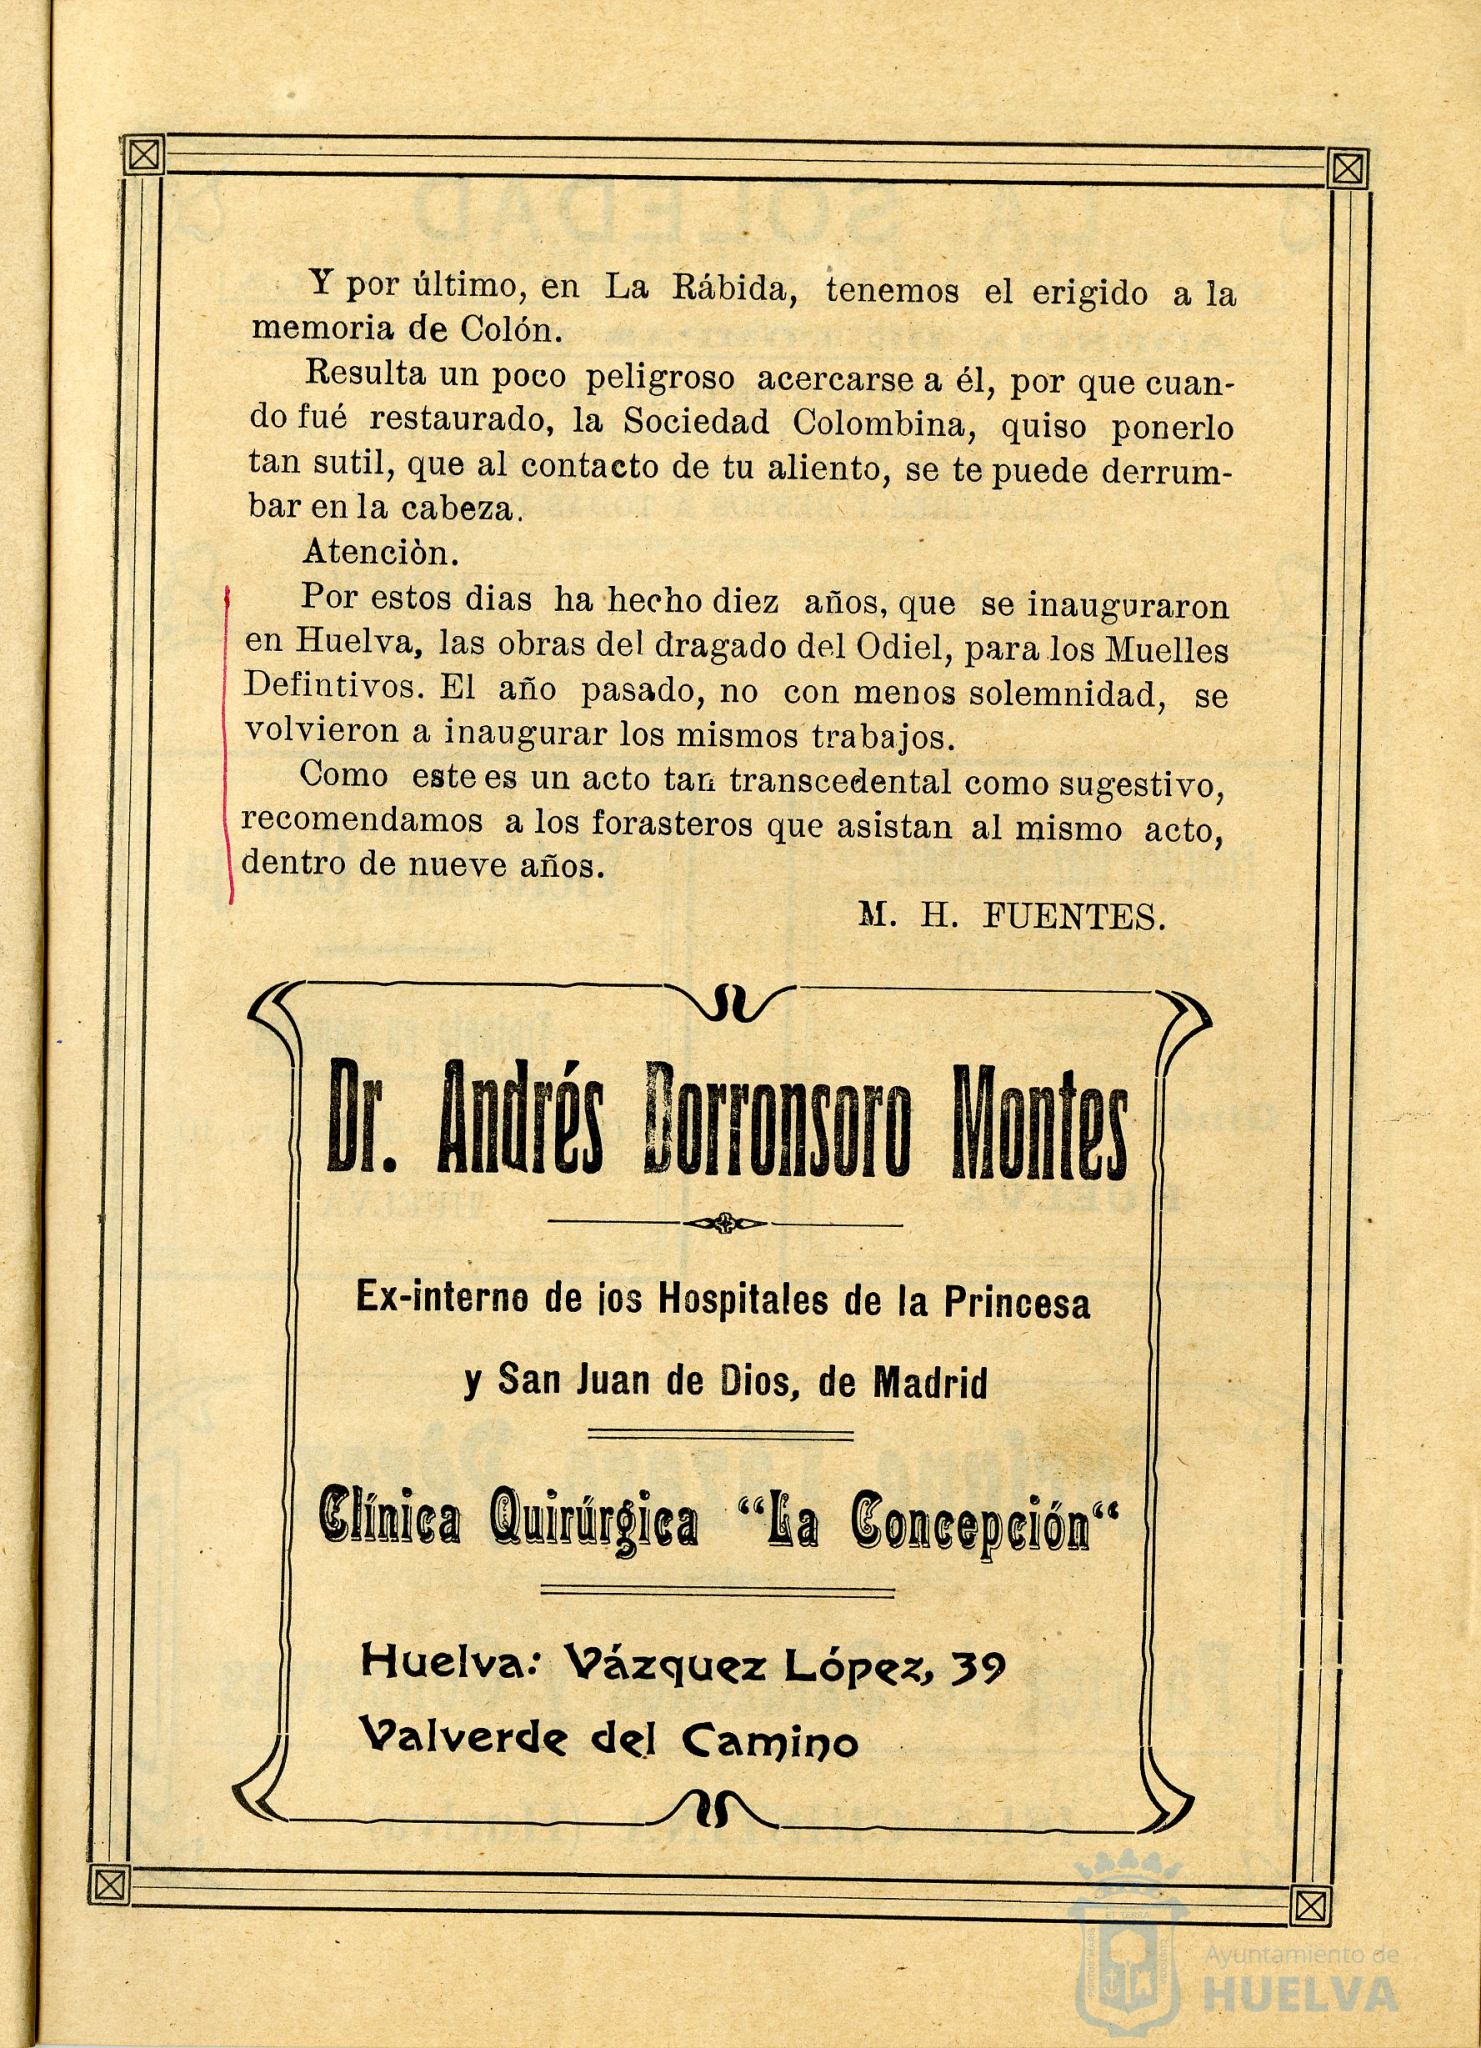 Y por último, en La Rábida, tenemos el erigido a la
memoria de Colón.
Resulta un poco peligroso acercarse a él, por que cuan-
do fué restaurado, la Sociedad Colombina, quiso ponerlo
tan sutil, que al contacto de tu aliento, se te puede derrum-
bar en la cabeza.
Atenciòn.
Por estos dias ha hecho diez años, que se inauguraron
en Huelva, las obras del dragado del Odiel, para los Muelles
Defintivos. El año pasado, no con menos solemnidad, se
volvieron a inaugurar los mismos trabajos.
Como este es un acto tan transcedental como sugestivo,
recomendamos a los forasteros que asistan al mismo acto,
dentro de nueve años.
M. H. FUENTES.
Dr. Andrés Dorronsoro Montes
Ex-interno de ios Hospitales de la Princesa
y San Juan de Dios, de Madrid
Clínica Quirúrgica “La Concepción“
Huelva: Vázquez López, 39
Valverde del Camino
Ayuntamiento de
HUELVA